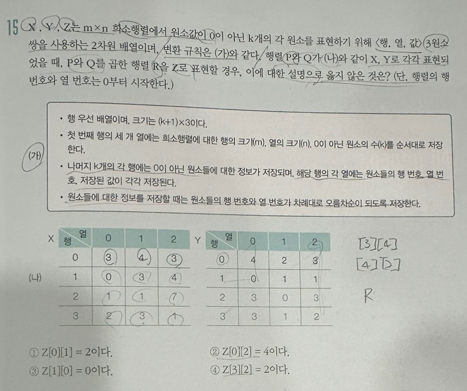 15 X, Y, Z는 m×n 희소행렬에서 원소값이 0이 아닌 k개의 각 원소를 표현하기 위해 (행, 열, 값) 3원소
쌍을 사용하는 2차원 배열이며, 변환 규칙은 (가)와 같다. 행렬 P와 Q가 (나)와 같이 X, Y로 각각 표현되
었을 때, P와 Q를 곱한 행렬 R을 Z로 표현할 경우, 이에 대한 설명으로 옳지 않은 것은? (단, 행렬의 행
번호와 열 번호는 0부터 시작한다.)
(가)
• 행 우선 배열이며, 크기는 (k+1)×3이다.
• 첫 번째 행의 세 개 열에는 희소행렬에 대한 행의 크기(m), 열의 크기(n), 0이 아닌 원소의 수(k)를 순서대로 저장
한다.
• 나머지 k개의 각 행에는 0이 아닌 원소들에 대한 정보가 저장되며, 해당 행의 각 열에는 원소들의 행 번호, 열 번
호, 저장된 값이 각각 저장된다.
• 원소들에 대한 정보를 저장할 때는 원소들의 행 번호와 열 번호가 차례대로 오름차순이 되도록 저장한다.
(나)
X 행 열 0 1 2
0 3 4 3
1 0 3 4
2 1 1 7
3 2 3 1
Y 행 열 0 1 2
0 4 2 3
1 0 1 1
2 3 0 3
3 3 1 2
[3][4]
[4][2]
R
① Z[0][1] = 2이다.
② Z[0][2] = 4이다.
③ Z[1][0] = 0이다.
④ Z[3][2] = 2이다.